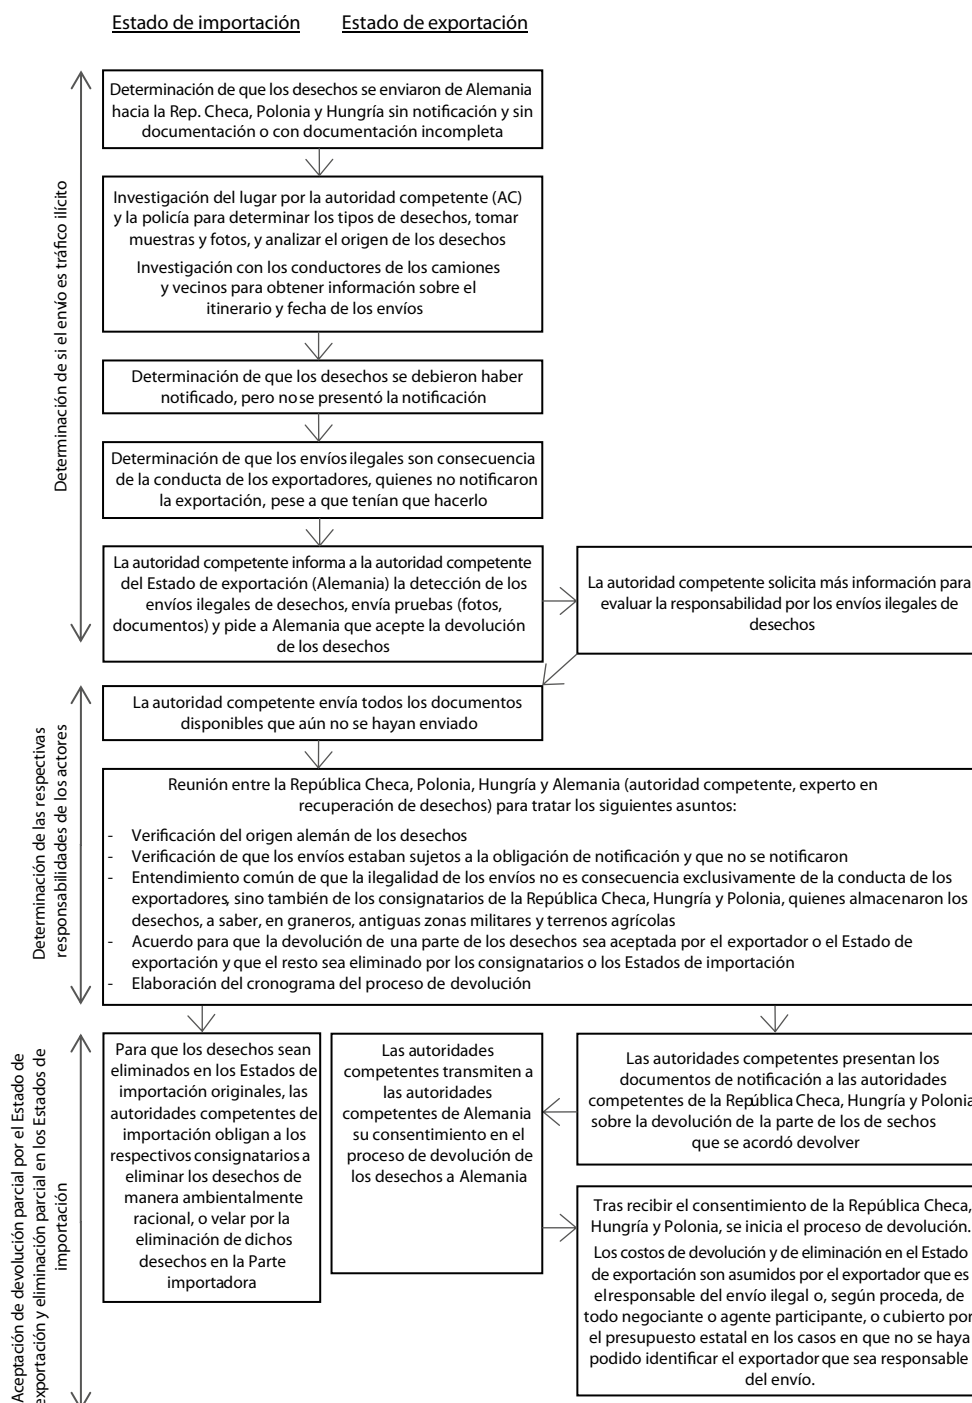 Estado de importación
Estado de exportación
Determinación de si el envío es tráfico ilícito
Determinación de que los desechos se enviaron de Alemania
hacia la Rep. Checa, Polonia y Hungría sin notificación y sin
documentación o con documentación incompleta
Investigación del lugar por la autoridad competente (AC)
y la policía para determinar los tipos de desechos, tomar
muestras y fotos, y analizar el origen de los desechos
Investigación con los conductores de los camiones
y vecinos para obtener información sobre el
itinerario y fecha de los envíos
Determinación de que los desechos se debieron haber
notificado, pero no se presentó la notificación
Determinación de que los envíos ilegales son consecuencia
de la conducta de los exportadores, quienes no notificaron
la exportación, pese a que tenían que hacerlo
La autoridad competente informa a la autoridad competente
del Estado de exportación (Alemania) la detección de los
envíos ilegales de desechos, envía pruebas (fotos,
documentos) y pide a Alemania que acepte la devolución
de los desechos
La autoridad competente solicita más información para
evaluar la responsabilidad por los envíos ilegales de
desechos
Determinación de las respectivas
responsabilidades de los actores
La autoridad competente envía todos los documentos
disponibles que aún no se hayan enviado
Reunión entre la República Checa, Polonia, Hungría y Alemania (autoridad competente, experto en
recuperación de desechos) para tratar los siguientes asuntos:
- Verificación del origen alemán de los desechos
- Verificación de que los envíos estaban sujetos a la obligación de notificación y que no se notificaron
- Entendimiento común de que la ilegalidad de los envíos no es consecuencia exclusivamente de la conducta de los
exportadores, sino también de los consignatarios de la República Checa, Hungría y Polonia, quienes almacenaron los
desechos, a saber, en graneros, antiguas zonas militares y terrenos agrícolas
- Acuerdo para que la devolución de una parte de los desechos sea aceptada por el exportador o el Estado de
exportación y que el resto sea eliminado por los consignatarios o los Estados de importación
- Elaboración del cronograma del proceso de devolución
Aceptación de devolución parcial por el Estado de
exportación y eliminación parcial en los Estados de
importación
Para que los desechos sean
eliminados en los Estados de
importación originales, las
autoridades competentes de
importación obligan a los
respectivos consignatarios a
eliminar los desechos de
manera ambientalmente
racional, o velar por la
eliminación de dichos
desechos en la Parte
importadora
Las autoridades
competentes transmiten a
las autoridades
competentes de Alemania
su consentimiento en el
proceso de devolución de
los desechos a Alemania
Las autoridades competentes presentan los
documentos de notificación a las autoridades
competentes de la República Checa, Hungría y Polonia
sobre la devolución de la parte de los de sechos
que se acordó devolver
Tras recibir el consentimiento de la República Checa,
Hungría y Polonia, se inicia el proceso de devolución.
Los costos de devolución y de eliminación en el Estado
de exportación son asumidos por el exportador que es
el responsable del envío ilegal o, según proceda, de
todo negociante o agente participante, o cubierto por
el presupuesto estatal en los casos en que no se haya
podido identificar el exportador que sea responsable
del envío.